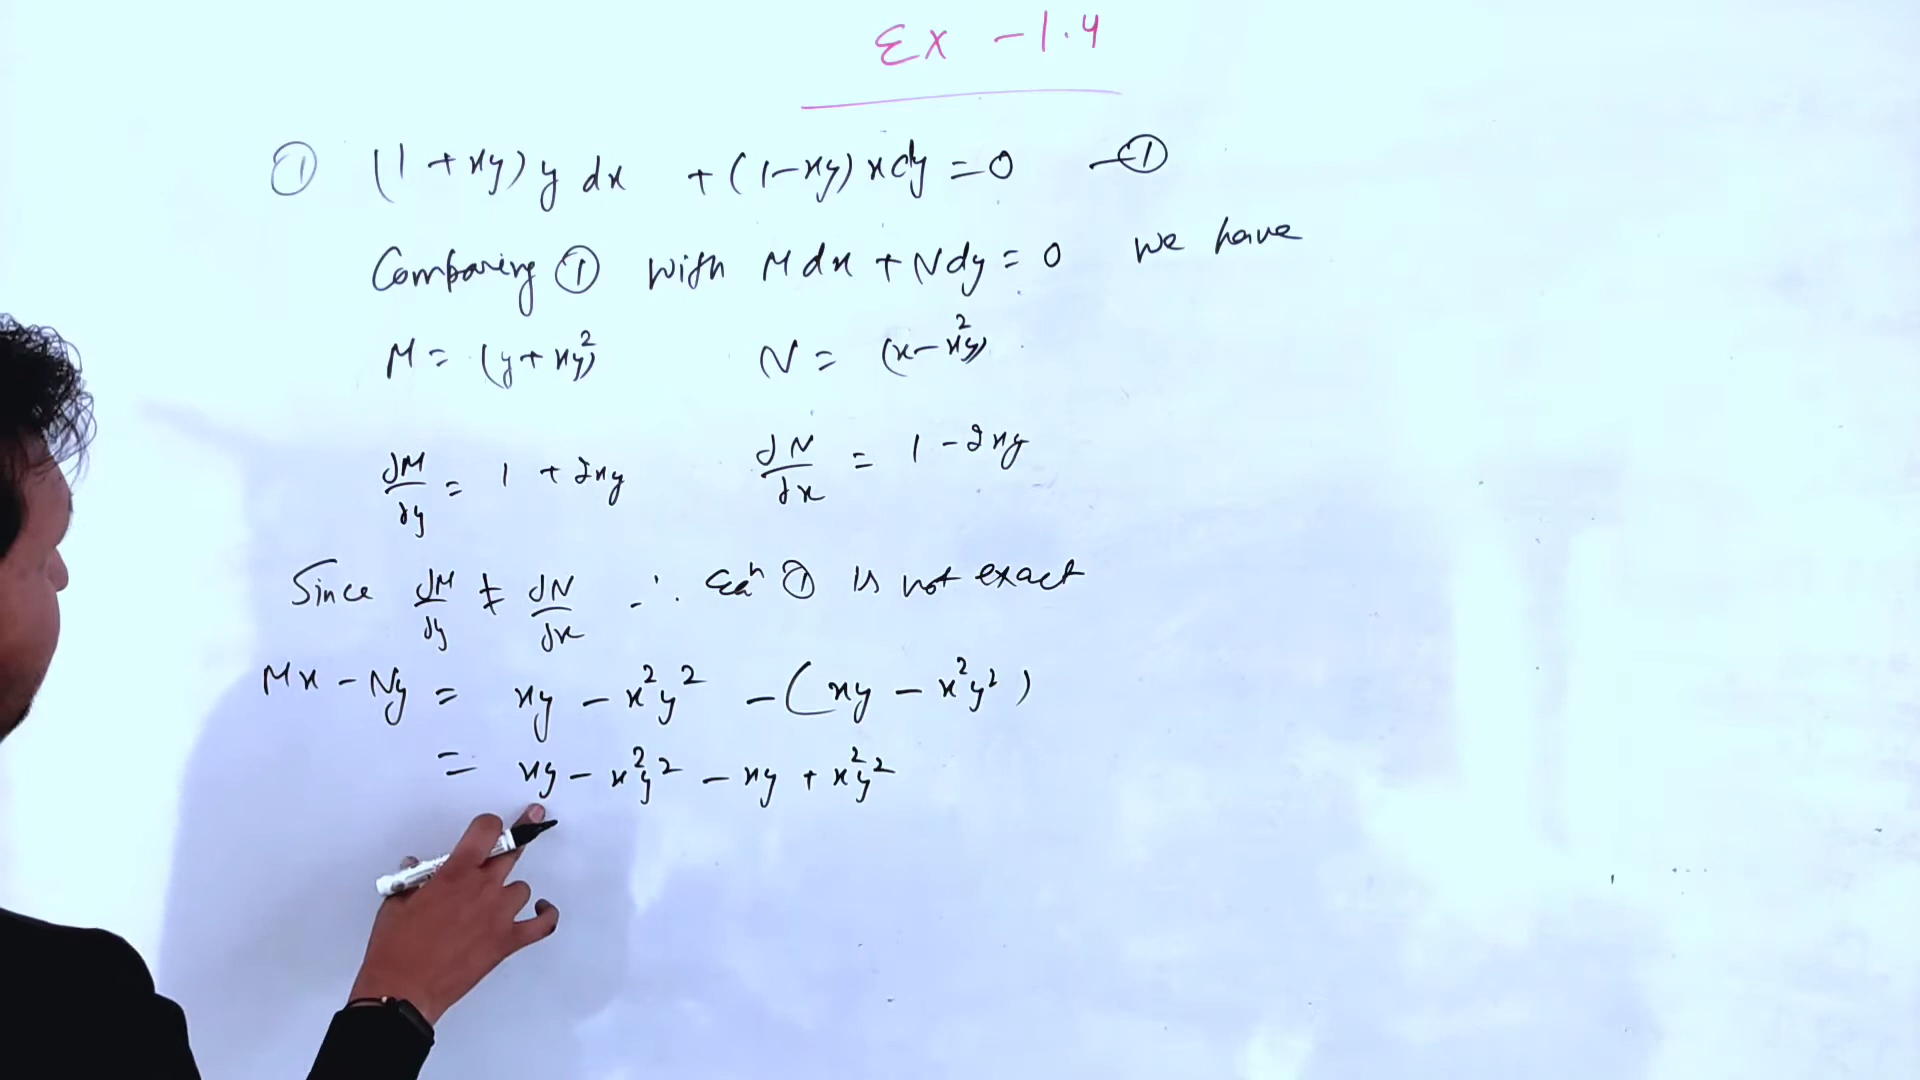 Ex - 1.4
① (1 + xy) y dx + (1 - xy) x dy = 0 — ①
Comparing ① with M dx + N dy = 0 we have
M = (y + xy²) N = (x - x²y)
∂M/∂y = 1 + 2xy ∂N/∂x = 1 - 2xy
Since ∂M/∂y ≠ ∂N/∂x ∴ Eqⁿ ① is not exact
Mx - Ny = xy - x²y² - (xy - x²y²)
= xy - x²y² - xy + x²y²